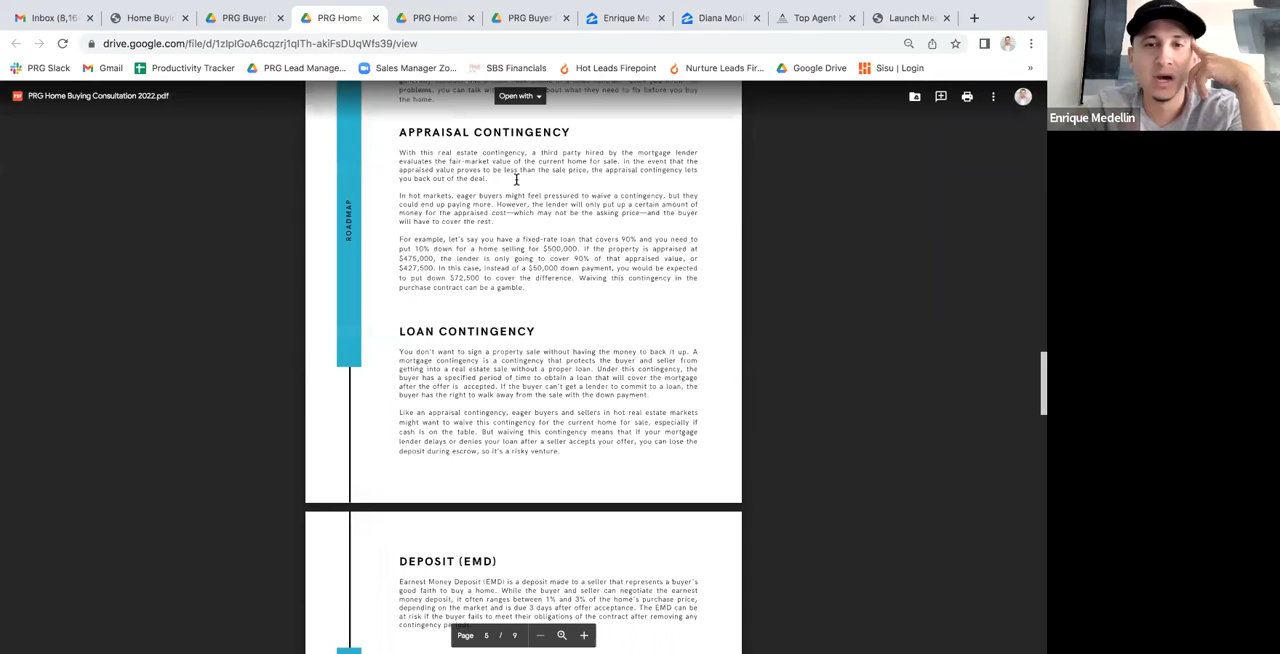 Inbox (8,16
Home Buyi
PRG Buyer
PRG Home
PRG Home
PRG Buyer
Enrique Me
Diana Moni
Top Agent
Launch Me
drive.google.com/file/d/1zIpIGoA6cqzrj1qITh-akiFsDUqWfs39/view
PRG Slack
Gmail
Productivity Tracker
PRG Lead Manage...
Sales Manager Zo...
SBS Financials
Hot Leads Firepoint
Nurture Leads Fir...
Google Drive
Sisu | Login
»
PRG Home Buying Consultation 2022.pdf
Open with
problems, you can talk about what they need to fix before you buy
the home.
ROADMAP
APPRAISAL CONTINGENCY
With this real estate contingency, a third party hired by the mortgage lender
evaluates the fair-market value of the current home for sale. In the event that the
appraised value proves to be less than the sale price, the appraisal contingency lets
you back out of the deal.
In hot markets, eager buyers might feel pressured to waive a contingency, but they
could end up paying more. However, the lender will only put up a certain amount of
money for the appraised cost—which may not be the asking price—and the buyer
will have to cover the rest.
For example, let's say you have a fixed-rate loan that covers 90% and you need to
put 10% down for a home selling for $500,000. If the property is appraised at
$475,000, the lender is only going to cover 90% of that appraised value, or
$427,500. In this case, instead of a $50,000 down payment, you would be expected
to put down $72,500 to cover the difference. Waiving this contingency in the
purchase contract can be a gamble.
LOAN CONTINGENCY
You don't want to sign a property sale without having the money to back it up. A
mortgage contingency is a contingency that protects the buyer and seller from
getting into a real estate sale without a proper loan. Under this contingency, the
buyer has a specified period of time to obtain a loan that will cover the mortgage
after the offer is accepted. If the buyer can't get a lender to commit to a loan, the
buyer has the right to walk away from the sale with the down payment.
Like an appraisal contingency, eager buyers and sellers in hot real estate markets
might want to waive this contingency for the current home for sale, especially if
cash is on the table. But waiving this contingency means that if your mortgage
lender delays or denies your loan after a seller accepts your offer, you can lose the
deposit during escrow, so it's a risky venture.
DEPOSIT (EMD)
Earnest Money Deposit (EMD) is a deposit made to a seller that represents a buyer's
good faith to buy a home. While the buyer and seller can negotiate the earnest
money deposit, it often ranges between 1% and 3% of the home's purchase price,
depending on the market and is due 3 days after offer acceptance. The EMD can be
at risk if the buyer fails to meet their obligations of the contract after removing any
contingency
Page 5 / 9
Enrique Medellin